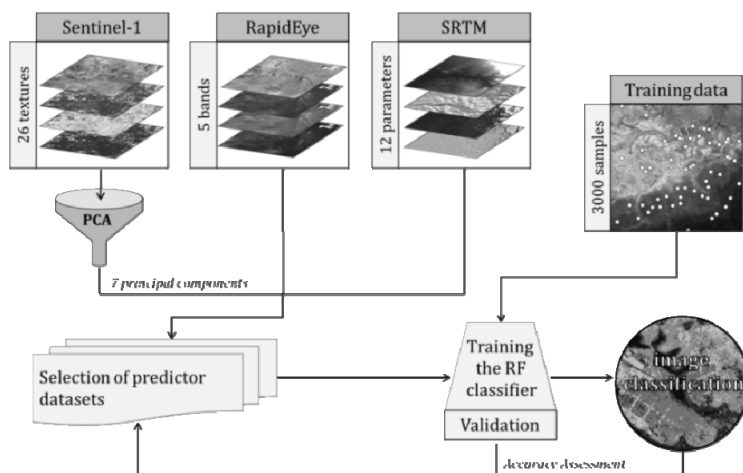 Sentinel-1
26 textures
RapidEye
5 bands
SRTM
12 parameters
Training data
3000 samples
PCA
7 principal components
Selection of predictor
datasets
Training
the RF
classifier
Validation
image
classification
Accuracy Assessment